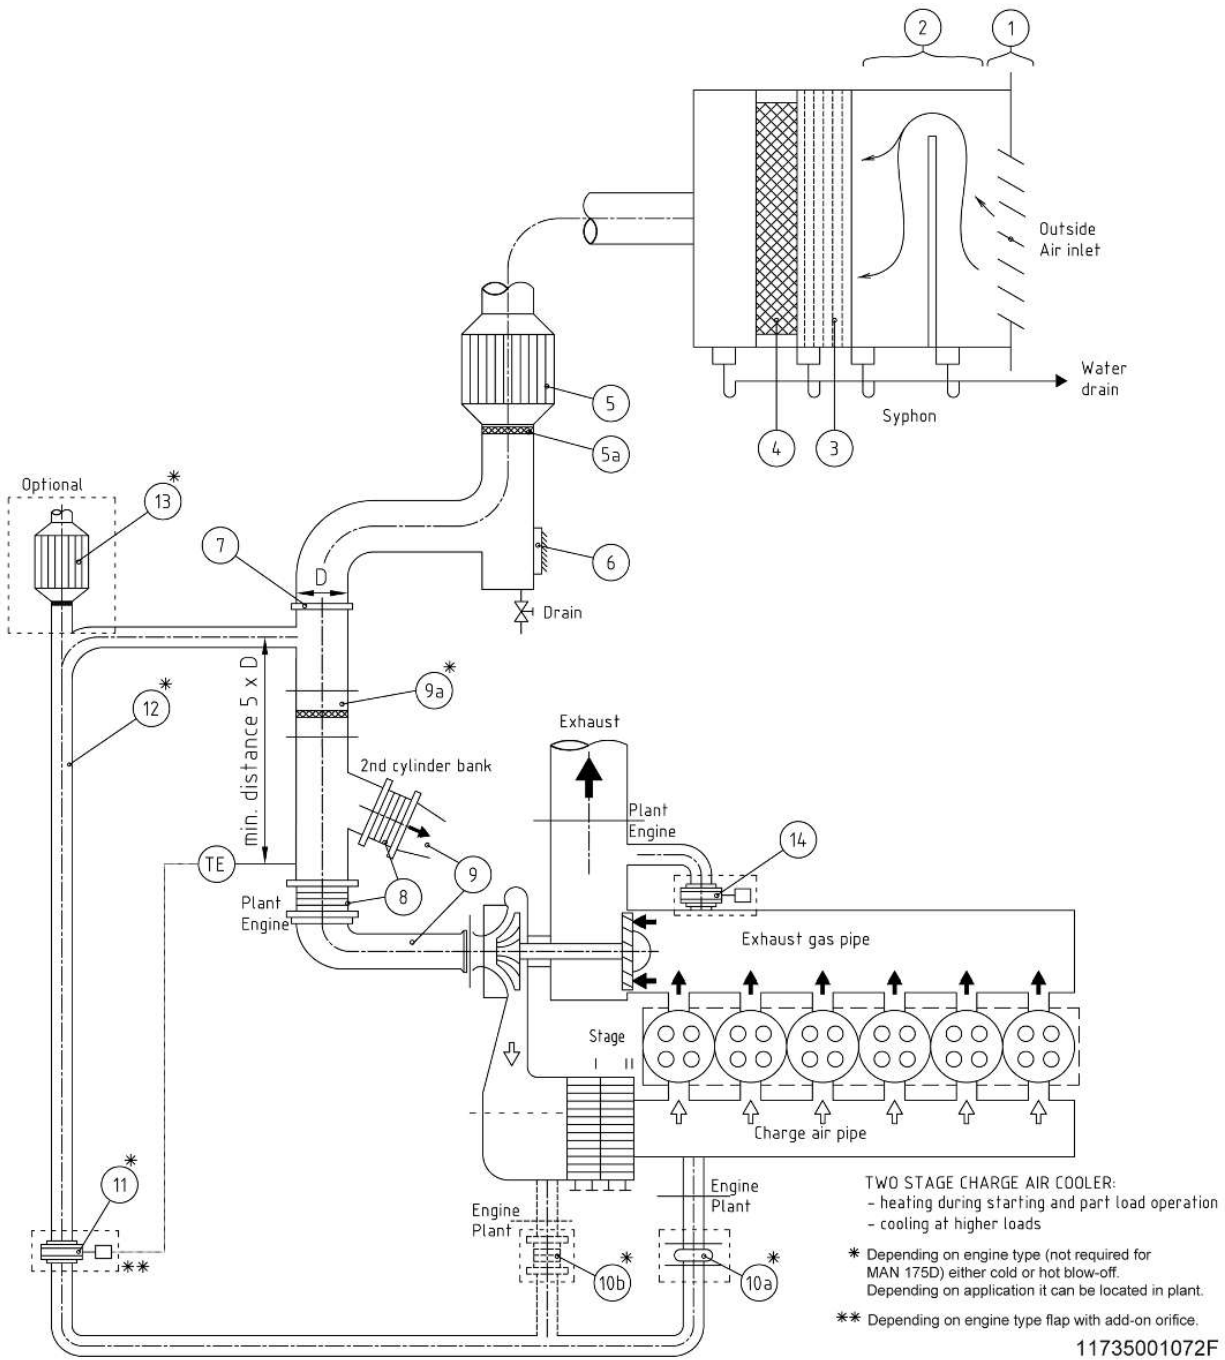 2
1
Outside
Air inlet
Water
drain
Syphon
4
3
5
5a
Optional
*
13
7
D
6
Drain
*
9a
*
12
min. distance 5 x D
Exhaust
2nd cylinder bank
Plant
Engine
14
TE
9
8
Plant
Engine
Exhaust gas pipe
Stage
I II
Charge air pipe
*
11
**
Engine
Plant
*
10b
Engine
Plant
*
10a
TWO STAGE CHARGE AIR COOLER:
- heating during starting and part load operation
- cooling at higher loads
* Depending on engine type (not required for
MAN 175D) either cold or hot blow-off.
Depending on application it can be located in plant.
** Depending on engine type flap with add-on orifice.
11735001072F